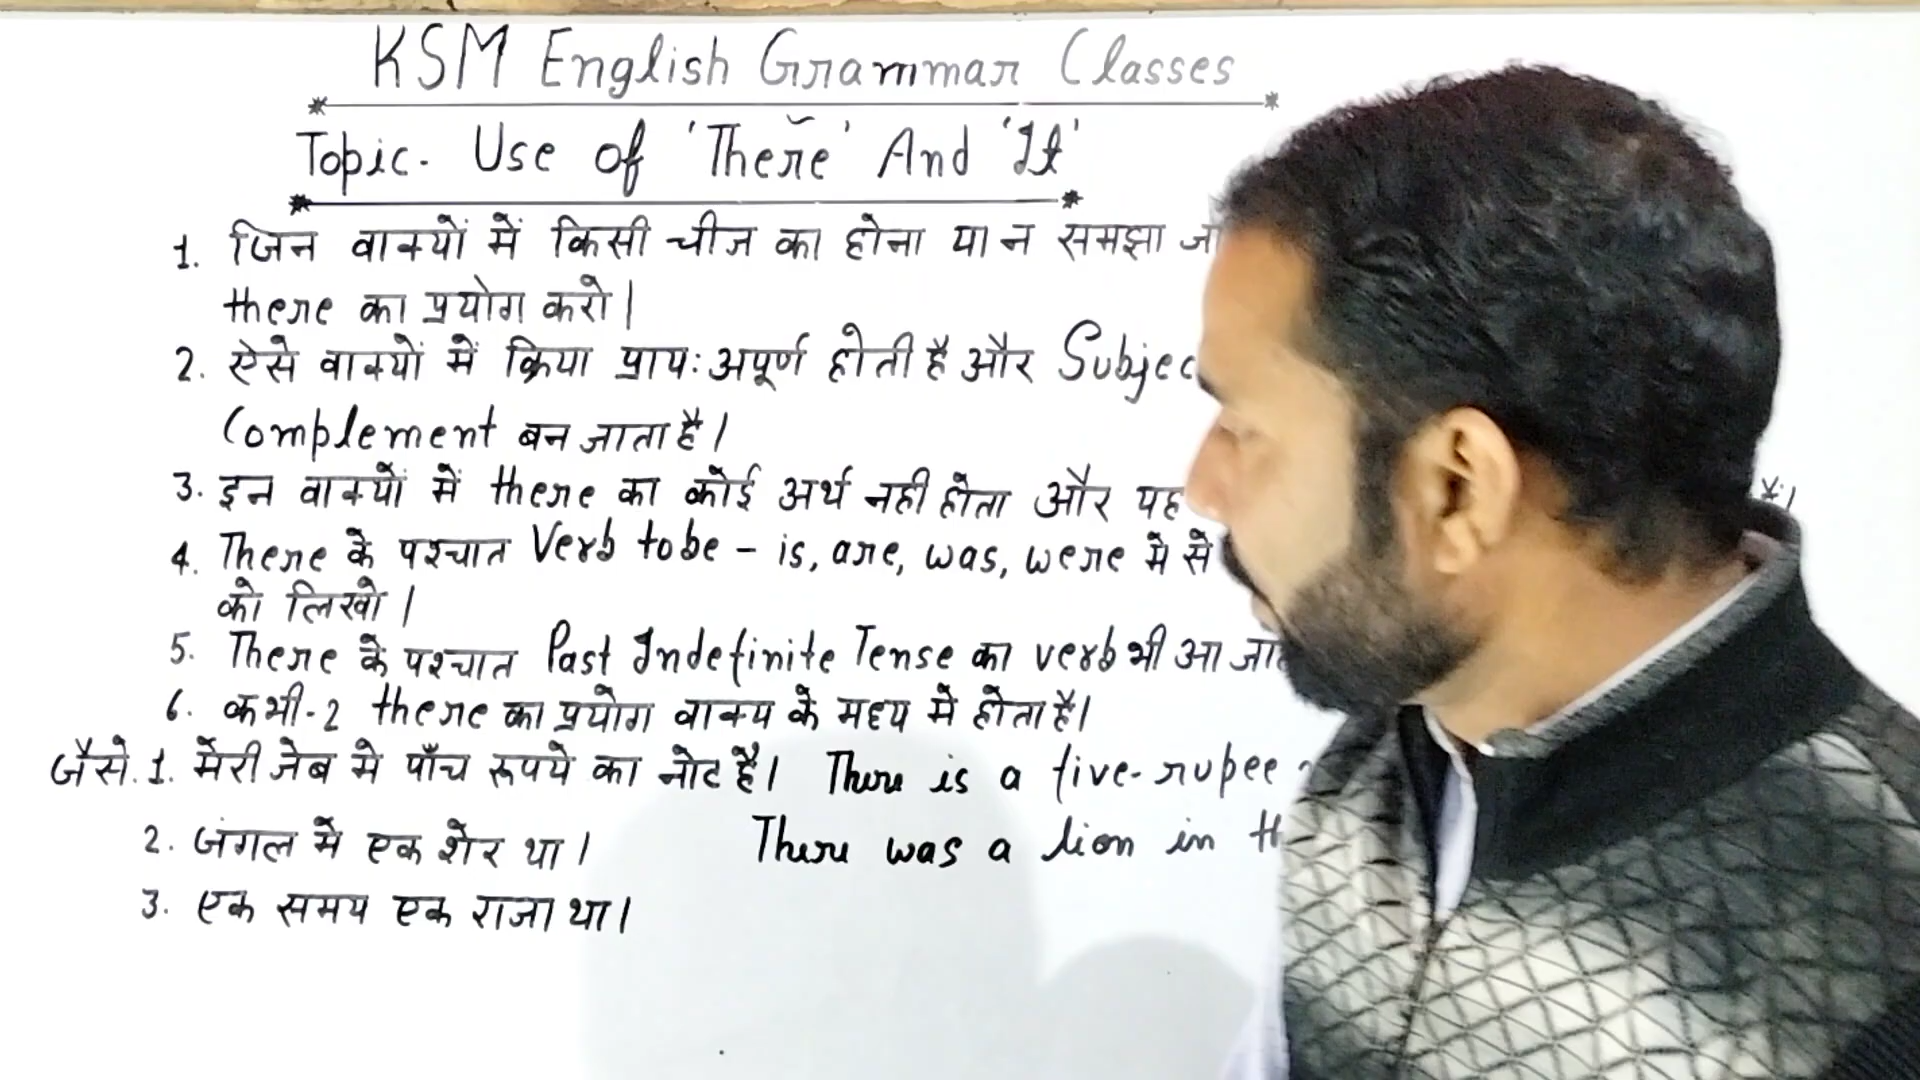 KSM English Grammar Classes
Topic. Use of 'There' And 'It'
1. जिन वाक्यों में किसी चीज का होना या न समझा
there का प्रयोग करो।
2. ऐसे वाक्यों में क्रिया प्राय: अपूर्ण होती है और Subjec
Complement बन जाता है।
3. इन वाक्यों में there का कोई अर्थ नही होता और यह
4. There के पश्चात Verb to be - is, are, was, were मे से
को लिखो।
5. There के पश्चात Past Indefinite Tense का verb भी आ
6. कभी-2 there का प्रयोग वाक्य के मध्य मे होता है।
जैसे. 1. मेरी जेब मे पाँच रूपये का नोट है। There is a five-rupee
2. जंगल मे एक शेर था। There was a lion in
3. एक समय एक राजा था।